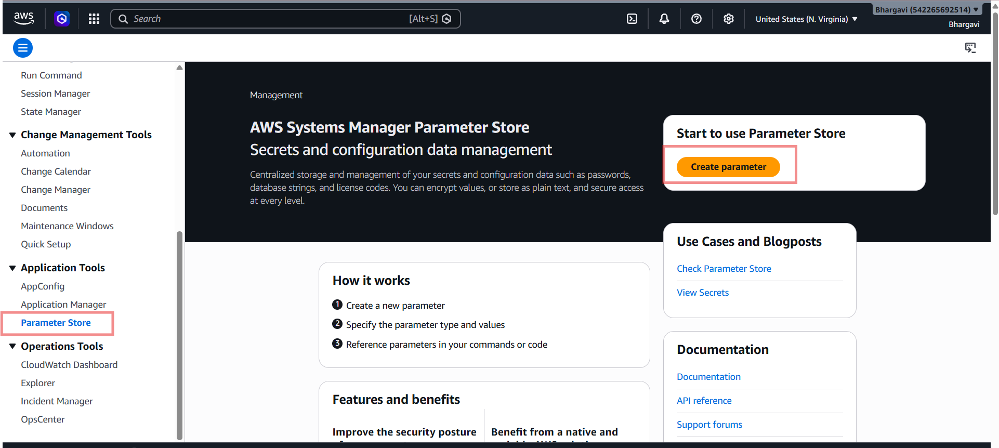 aws
Search
[Alt+S]
United States (N. Virginia)
Bhargavi (542265692514)
Bhargavi
Run Command
Session Manager
State Manager
Change Management Tools
Automation
Change Calendar
Change Manager
Documents
Maintenance Windows
Quick Setup
Application Tools
AppConfig
Application Manager
Parameter Store
Operations Tools
CloudWatch Dashboard
Explorer
Incident Manager
OpsCenter
Management
AWS Systems Manager Parameter Store
Secrets and configuration data management
Centralized storage and management of your secrets and configuration data such as passwords,
database strings, and license codes. You can encrypt values, or store as plain text, and secure access
at every level.
Start to use Parameter Store
Create parameter
How it works
1 Create a new parameter
2 Specify the parameter type and values
3 Reference parameters in your commands or code
Features and benefits
Improve the security posture
Benefit from a native and
Use Cases and Blogposts
Check Parameter Store
View Secrets
Documentation
Documentation
API reference
Support forums